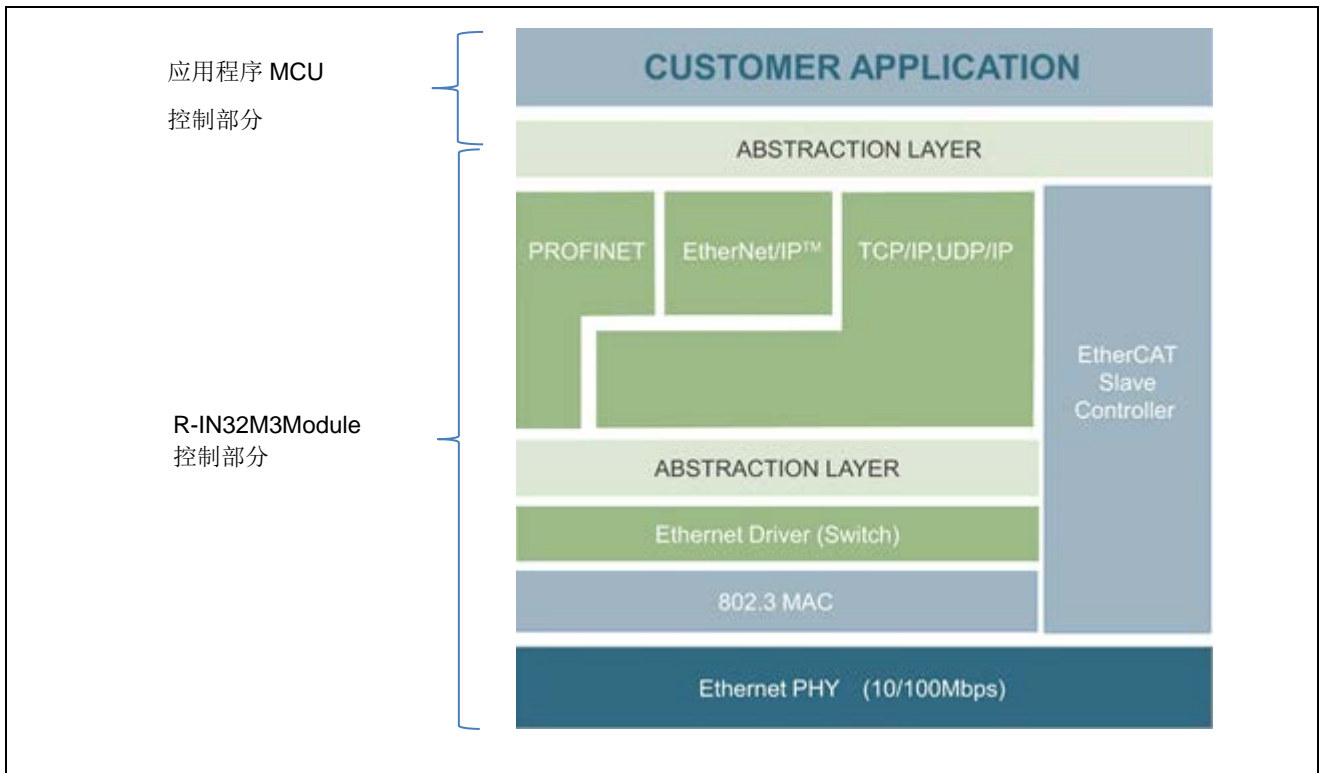 应用程序 MCU
控制部分
CUSTOMER APPLICATION
ABSTRACTION LAYER
PROFINET
EtherNet/IP™
TCP/IP,UDP/IP
EtherCAT
Slave
Controller
R-IN32M3Module
控制部分
ABSTRACTION LAYER
Ethernet Driver (Switch)
802.3 MAC
Ethernet PHY (10/100Mbps)